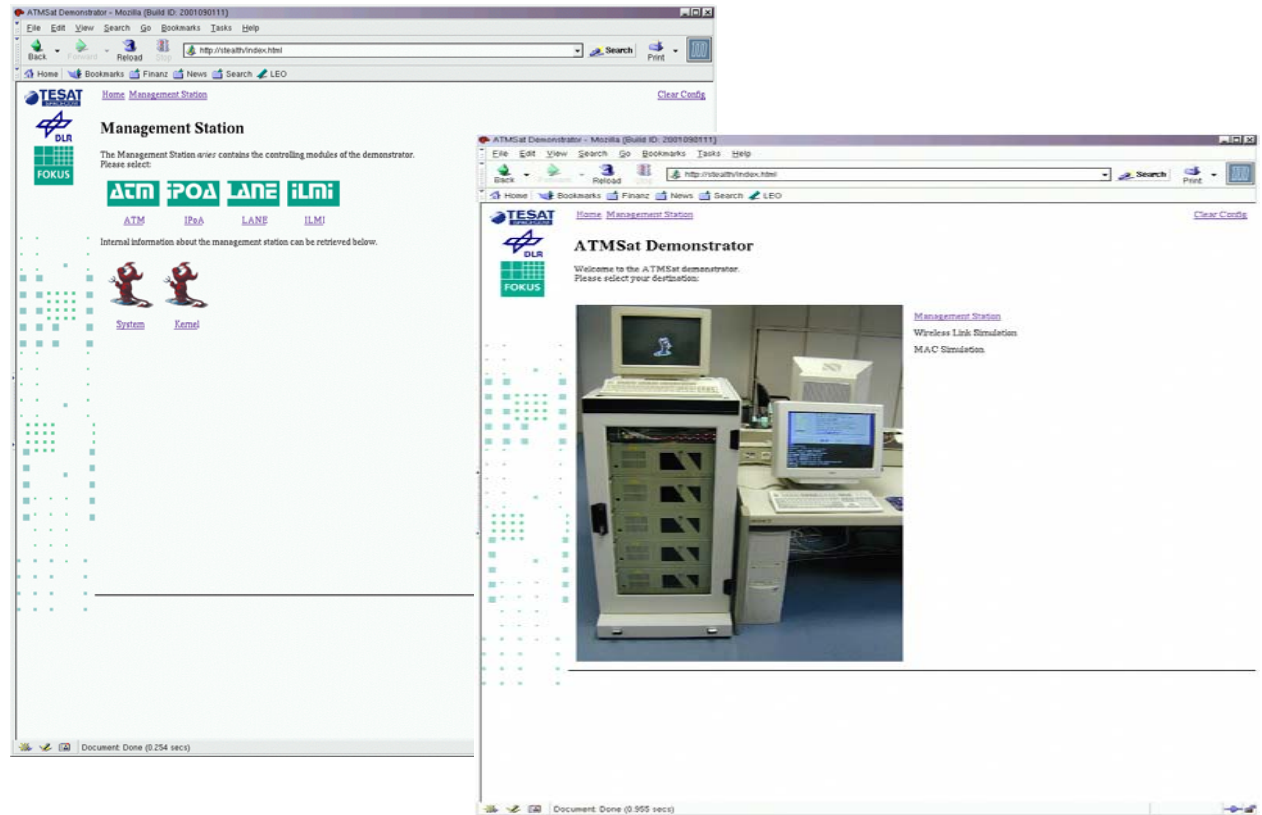 ATMSat Demonstrator - Mozilla {Build ID: 2001090111}
File Edit View Search Go Bookmarks Tasks Help
Back Forward Reload Stop http://stealth/index.html Search Print
Home Bookmarks Finanz News Search LEO
TESAT
SPACECOM
Home Management Station Clear Config
DLR
FOKUS
Management Station
The Management Station aries contains the controlling modules of the demonstrator.
Please select:
ATM IPOA LANE ILMI
ATM IPoA LANE ILMI
Internal information about the management station can be retrieved below.
System Kernel
Document: Done (0.254 secs)
ATMSat Demonstrator - Mozilla {Build ID: 2001090111}
File Edit View Search Go Bookmarks Tasks Help
Back Forward Reload Stop http://stealth/index.html Search Print
Home Bookmarks Finanz News Search LEO
TESAT
SPACECOM
Home Management Station Clear Config
DLR
FOKUS
ATMSat Demonstrator
Welcome to the ATMSat demonstrator.
Please select your destination:
Management Station
Wireless Link Simulation
MAC Simulation
Document: Done (0.955 secs)